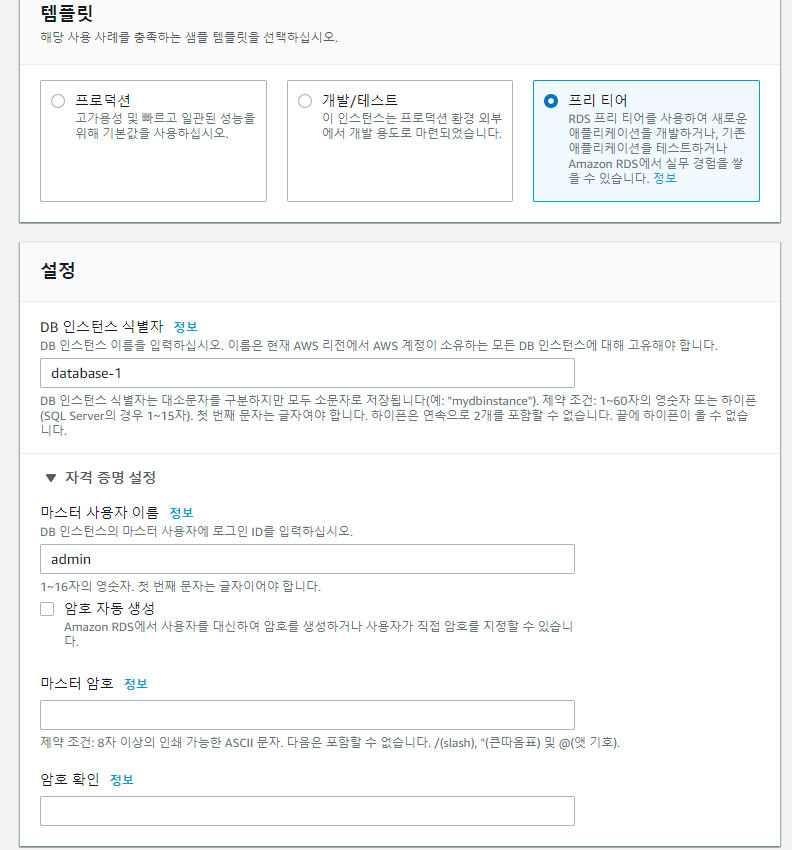 템플릿
해당 사용 사례를 충족하는 샘플 템플릿을 선택하십시오.
프로덕션
고가용성 및 빠르고 일관된 성능을
위해 기본값을 사용하십시오.
개발/테스트
이 인스턴스는 프로덕션 환경 외부
에서 개발 용도로 마련되었습니다.
프리 티어
RDS 프리 티어를 사용하여 새로운
애플리케이션을 개발하거나, 기존
애플리케이션을 테스트하거나
Amazon RDS에서 실무 경험을 쌓
을 수 있습니다. 정보
설정
DB 인스턴스 식별자 정보
DB 인스턴스 이름을 입력하십시오. 이름은 현재 AWS 리전에서 AWS 계정이 소유하는 모든 DB 인스턴스에 대해 고유해야 합니다.
database-1
DB 인스턴스 식별자는 대소문자를 구분하지만 모두 소문자로 저장됩니다(예: "mydbinstance"). 제약 조건: 1~60자의 영숫자 또는 하이픈
(SQL Server의 경우 1~15자). 첫 번째 문자는 글자여야 합니다. 하이픈은 연속으로 2개를 포함할 수 없습니다. 끝에 하이픈이 올 수 없습
니다.
▼ 자격 증명 설정
마스터 사용자 이름 정보
DB 인스턴스의 마스터 사용자에 로그인 ID를 입력하십시오.
admin
1~16자의 영숫자. 첫 번째 문자는 글자이어야 합니다.
암호 자동 생성
Amazon RDS에서 사용자를 대신하여 암호를 생성하거나 사용자가 직접 암호를 지정할 수 있습니
다.
마스터 암호 정보
제약 조건: 8자 이상의 인쇄 가능한 ASCII 문자. 다음은 포함할 수 없습니다. /(slash), "(큰따옴표) 및 @(앳 기호).
암호 확인 정보